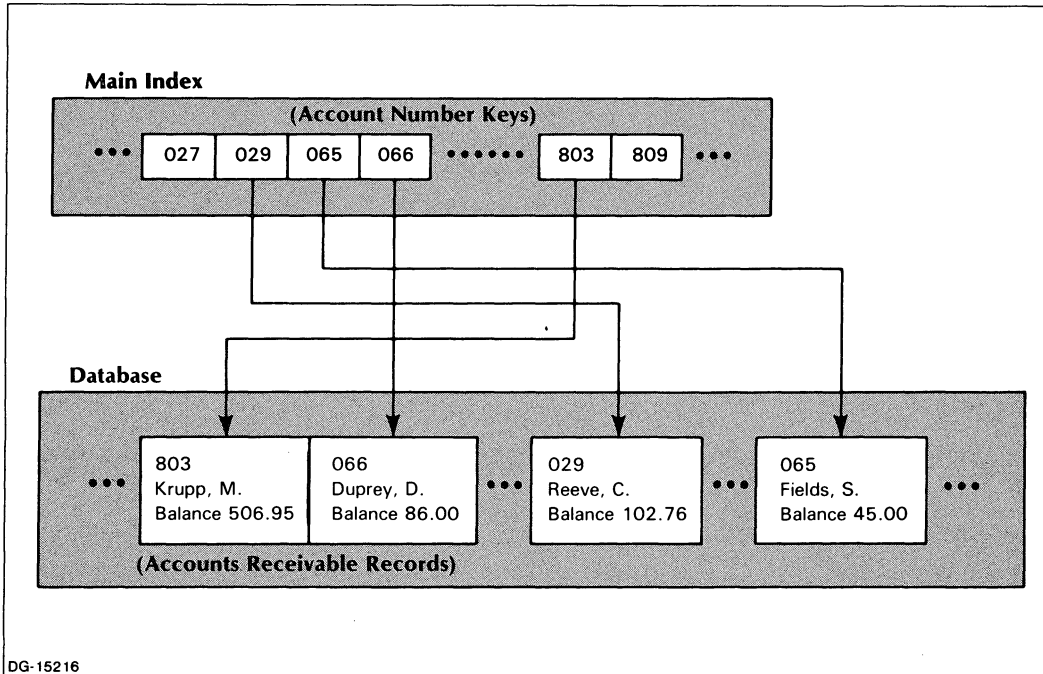 Main Index
(Account Number Keys)
••• 027 029 065 066 •••••• 803 809 •••
Database
••• 803 066 ••• 029 ••• 065 •••
Krupp, M. Duprey, D. Reeve, C. Fields, S.
Balance 506.95 Balance 86.00 Balance 102.76 Balance 45.00
(Accounts Receivable Records)
DG-15216